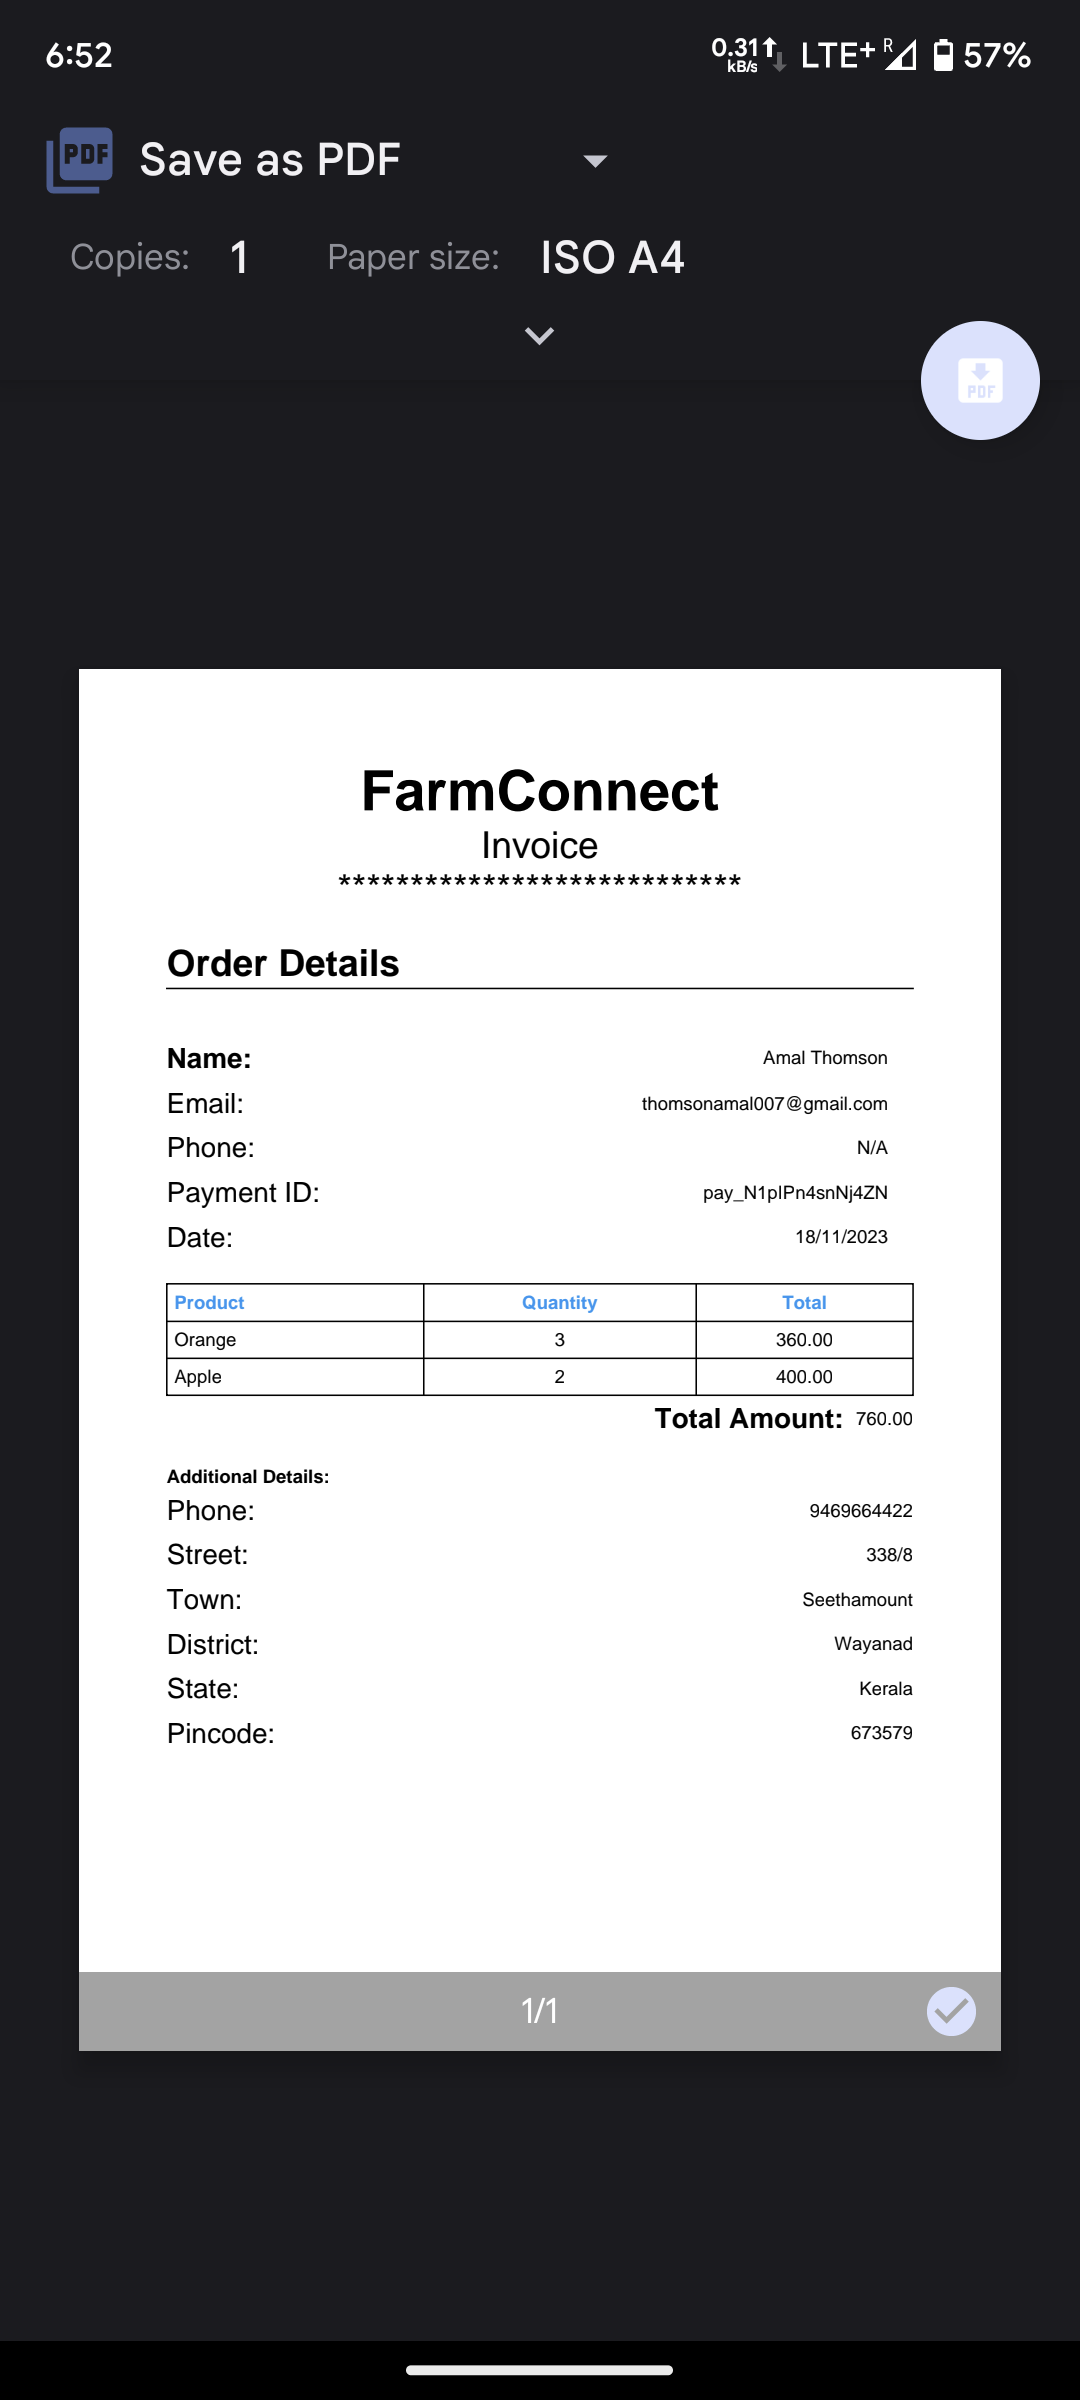 6:52
0.31 kB/s LTE+ R 57%
PDF Save as PDF
Copies: 1 Paper size: ISO A4
PDF
FarmConnect
Invoice
****************************
Order Details
Name: Amal Thomson
Email: thomsonamal007@gmail.com
Phone: N/A
Payment ID: pay_N1pIPn4snNj4ZN
Date: 18/11/2023
Product Quantity Total
Orange 3 360.00
Apple 2 400.00
Total Amount: 760.00
Additional Details:
Phone: 9469664422
Street: 338/8
Town: Seethamount
District: Wayanad
State: Kerala
Pincode: 673579
1/1